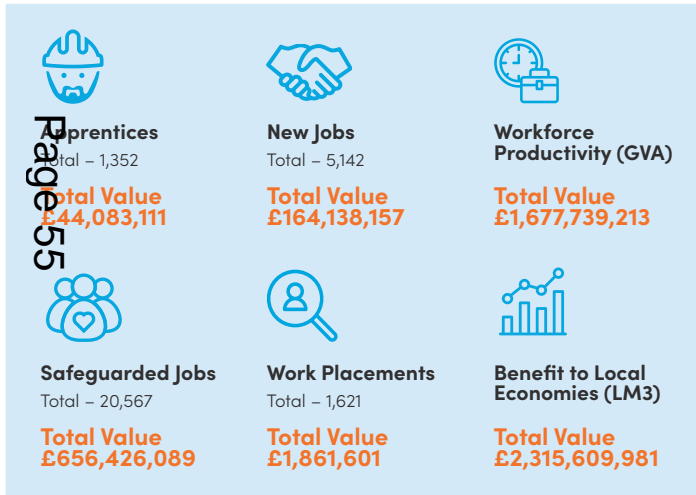 Apprentices
Total – 1,352
Total Value
£44,083,111
New Jobs
Total – 5,142
Total Value
£164,138,157
Workforce
Productivity (GVA)
Total Value
£1,677,739,213
Safeguarded Jobs
Total – 20,567
Total Value
£656,426,089
Work Placements
Total – 1,621
Total Value
£1,861,601
Benefit to Local
Economies (LM3)
Total Value
£2,315,609,981
Page 55